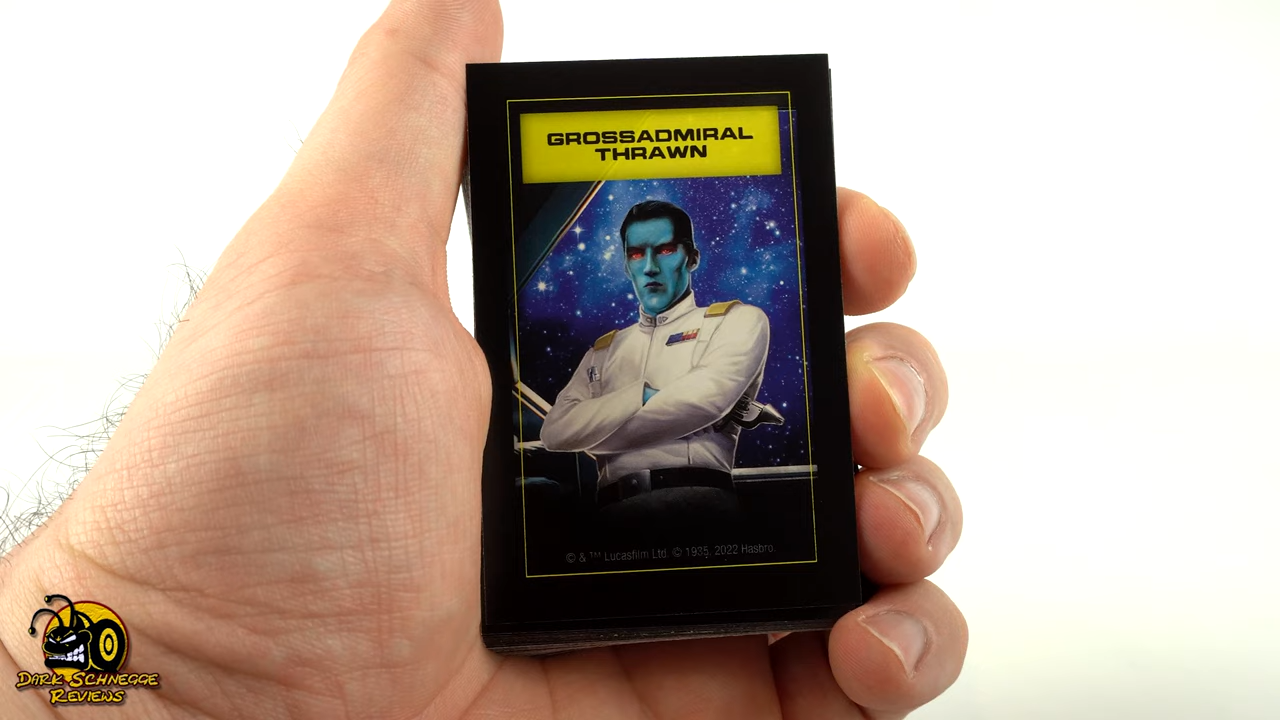 GROSSADMIRAL
THRAWN
© & ™ Lucasfilm Ltd. © 1935, 2022 Hasbro.
Dark Schnegge
Reviews